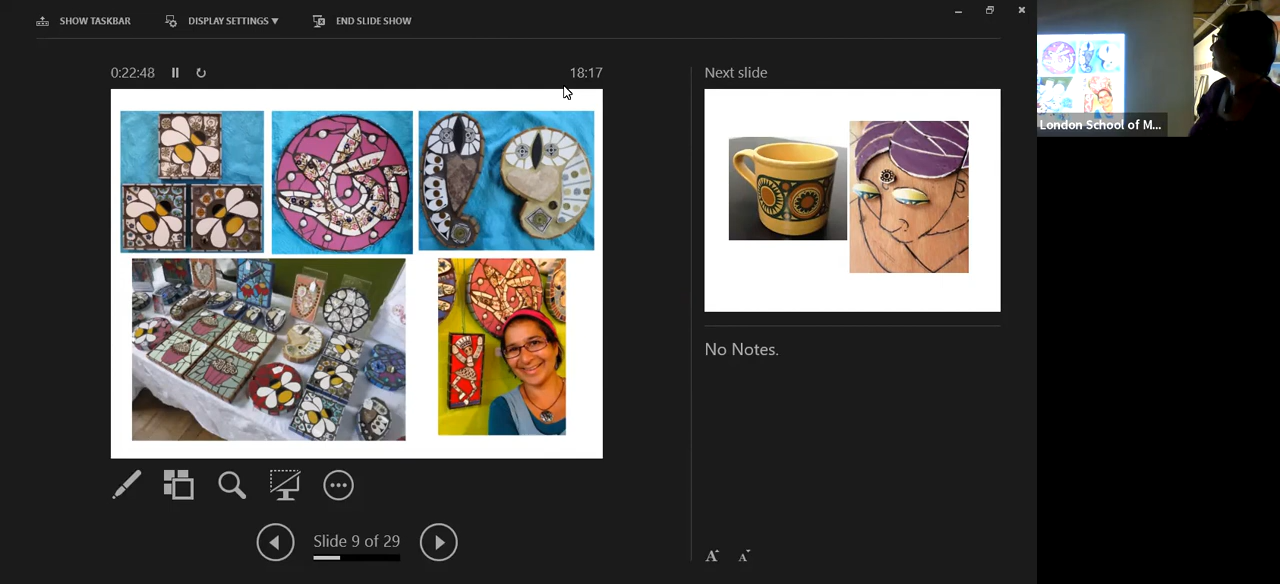 SHOW TASKBAR
DISPLAY SETTINGS ▼
END SLIDE SHOW
0:22:48
18:17
Next slide
No Notes.
Slide 9 of 29
A
A
London School of M...